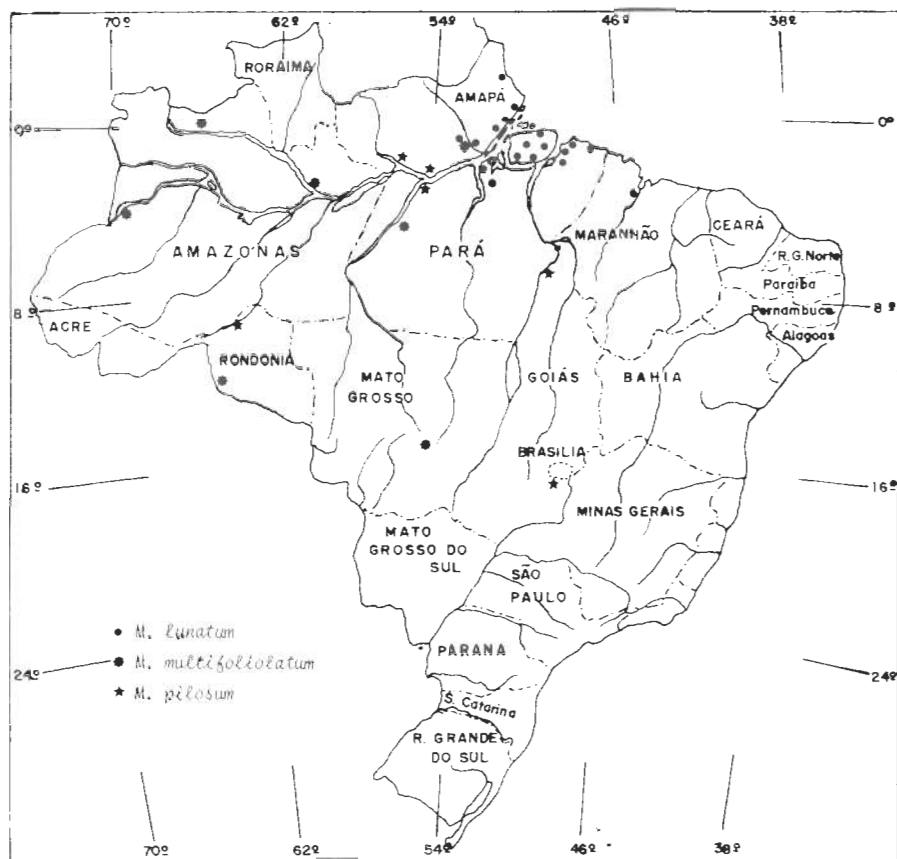 70º 62º 54º 46º 38º
RORAIMA
AMAPÁ
0º 0º
AMAZONAS PARÁ MARANHÃO CEARÁ
R.G.Norte
Paraiba
8º Pernambuco 8º
ACRE Alagoas
RONDONIA
MATO GROSSO
GOIÁS BAHIA
BRASILIA
16º 16º
MINAS GERAIS
MATO GROSSO DO SUL
SÃO PAULO
M. lunatum
M. multifoliolatum
PARANA
24º 24º
M. pilosum
S. Catarina
R. GRANDE DO SUL
70º 62º 54º 46º 38º